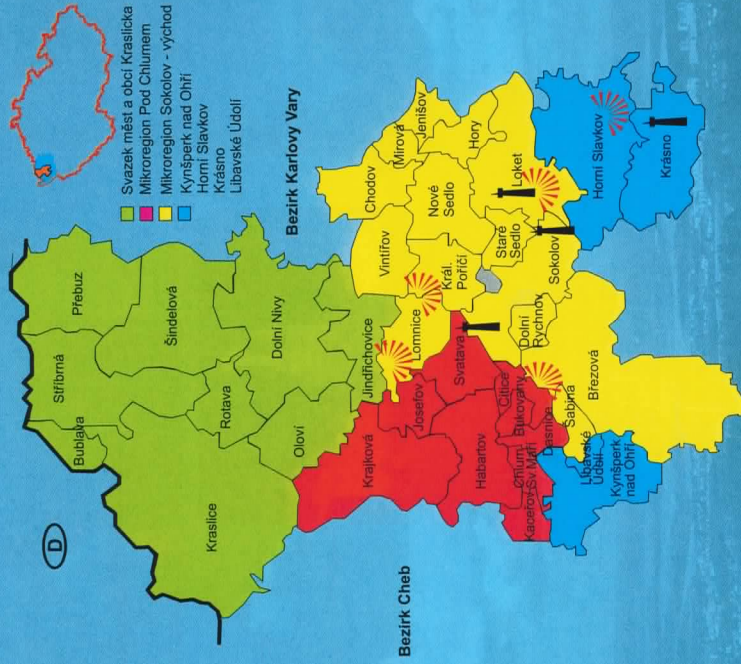 Svazek měst a obcí Kraslicka
Mikroregion Pod Chlumem
Mikroregion Sokolov - východ
Kynšperk nad Ohří
Horní Slavkov
Krásno
Libavské Údolí
D
Bublava
Stříbrná
Přebuz
Kraslice
Rotava
Šindelová
Oloví
Dolní Nivy
Jindřichovice
Bezirk Karlovy Vary
Bezirk Cheb
Krajková
Josefov
Lomnice
Vintířov
Chodov
Mírová
Jenišov
Nové
Sedlo
Hory
Král.
Poříčí
Loket
Staré
Sedlo
Sokolov
Svatava
Habartov
Citice
Bukovany
Dolní
Rychnov
Chlum
Sv.Maří
Kaceřov
Dasnice
Šabina
Březová
Libavské
Údolí
Kynšperk
nad Ohří
Horní Slavkov
Krásno